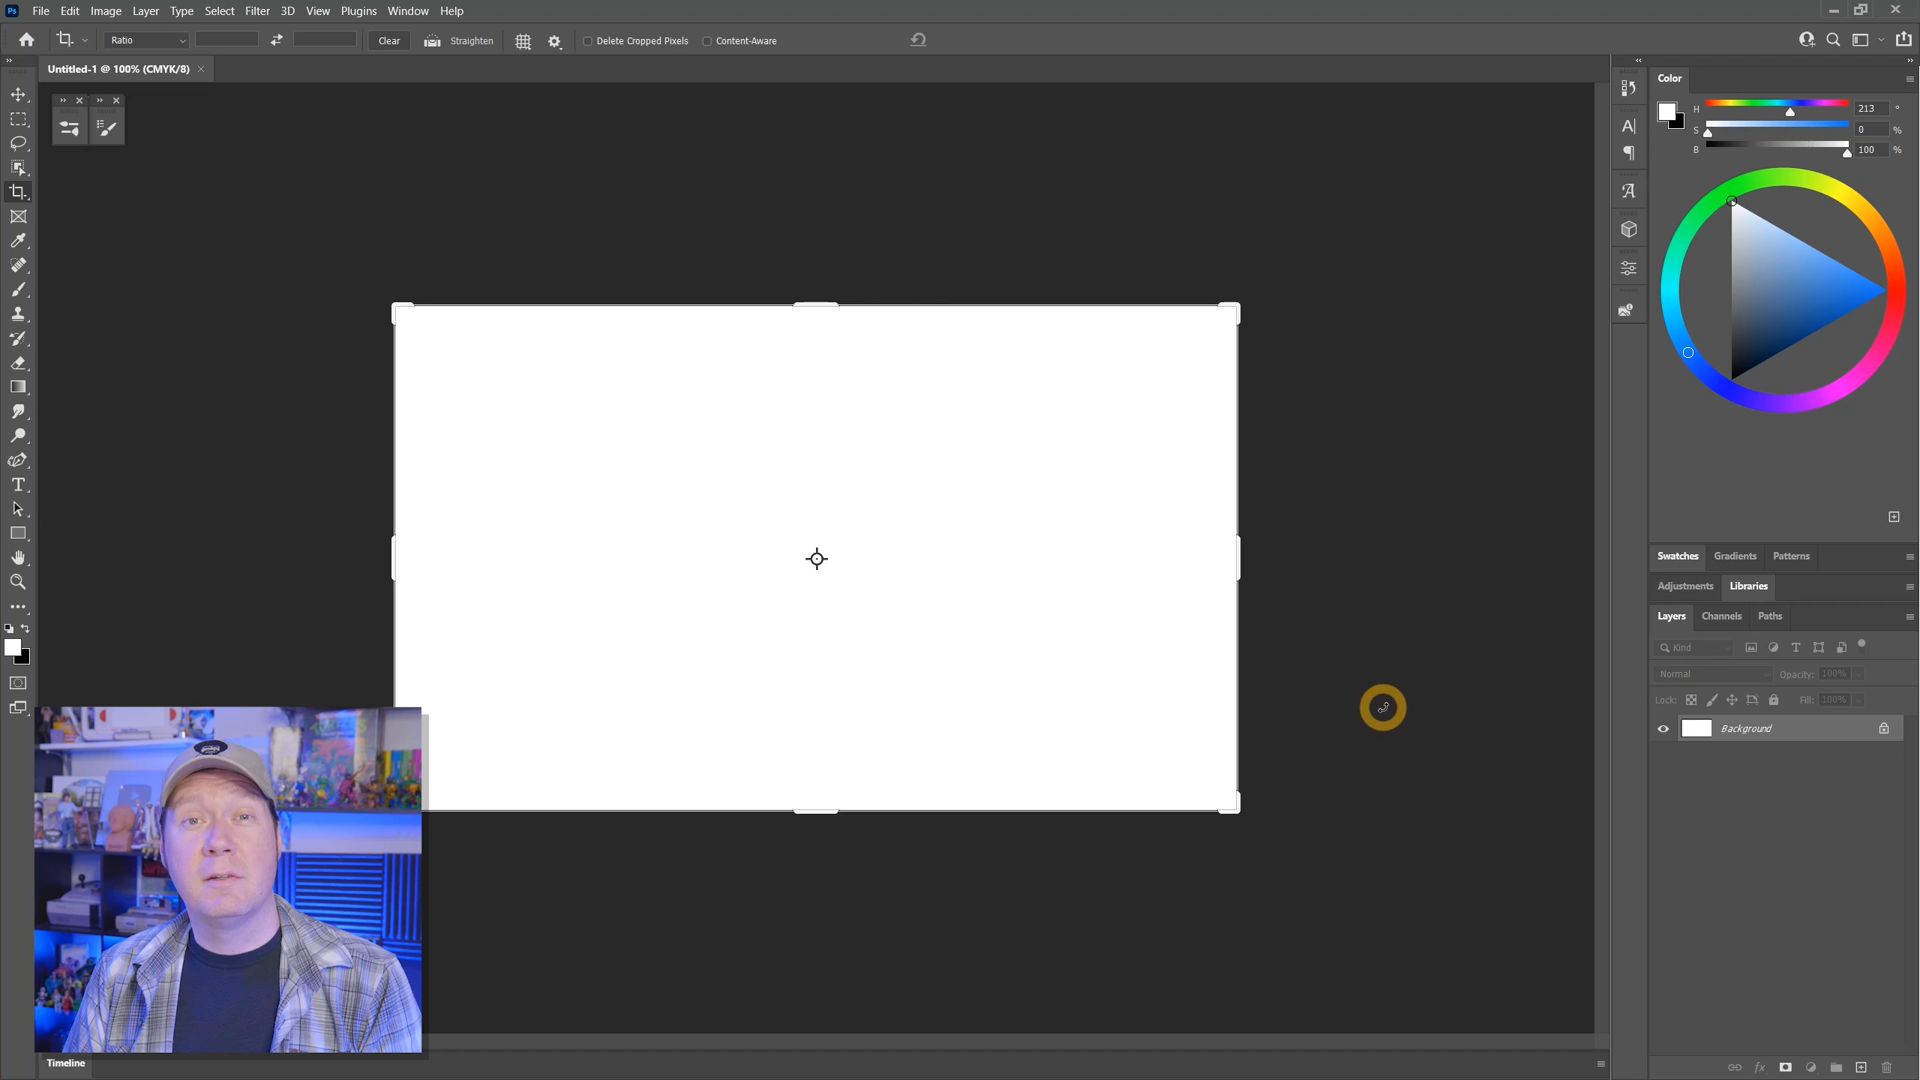 Ps File Edit Image Layer Type Select Filter 3D View Plugins Window Help
Ratio Clear Straighten Delete Cropped Pixels Content-Aware
Untitled-1 @ 100% (CMYK/8)
Color
H 213 °
S 0 %
B 100 %
Swatches Gradients Patterns
Adjustments Libraries
Layers Channels Paths
Kind
Normal Opacity: 100%
Lock: Fill: 100%
Background
fx
Timeline